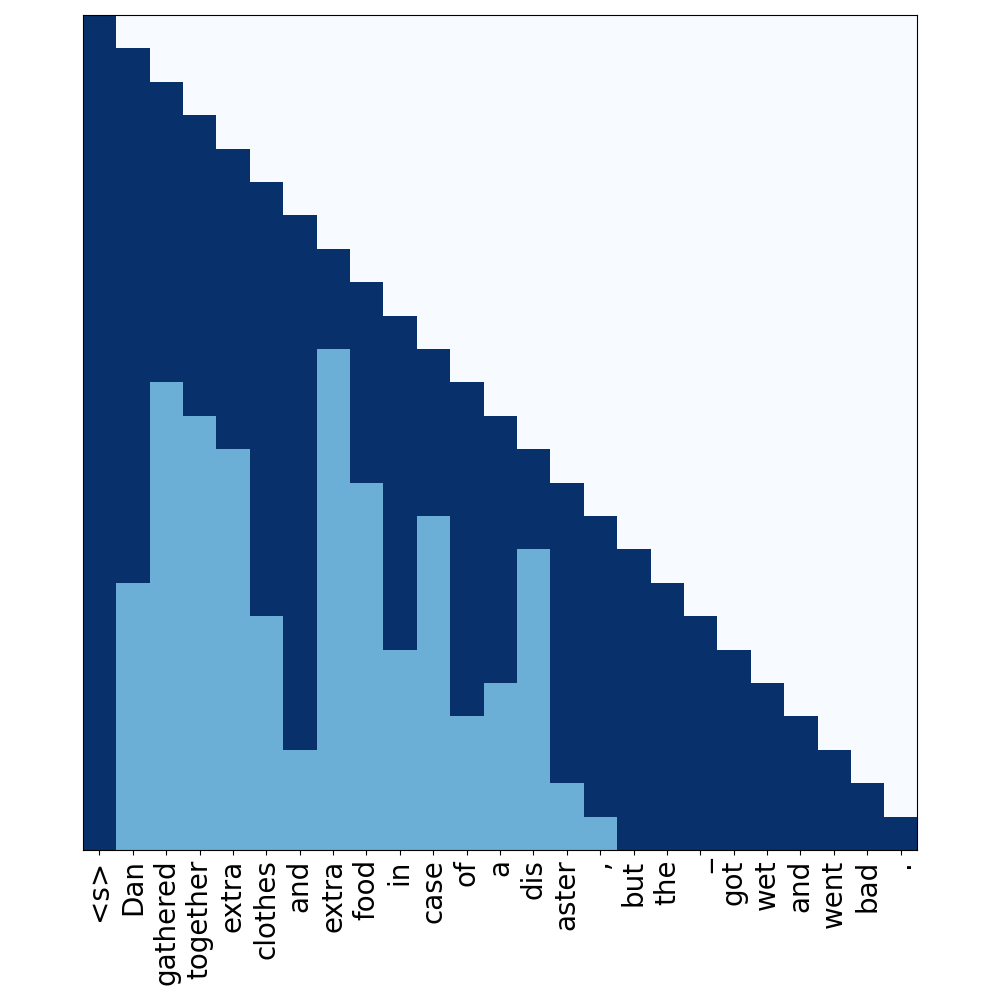 <s> Dan gathered together extra clothes and extra food in case of a dis aster , but the _ got wet and went bad .